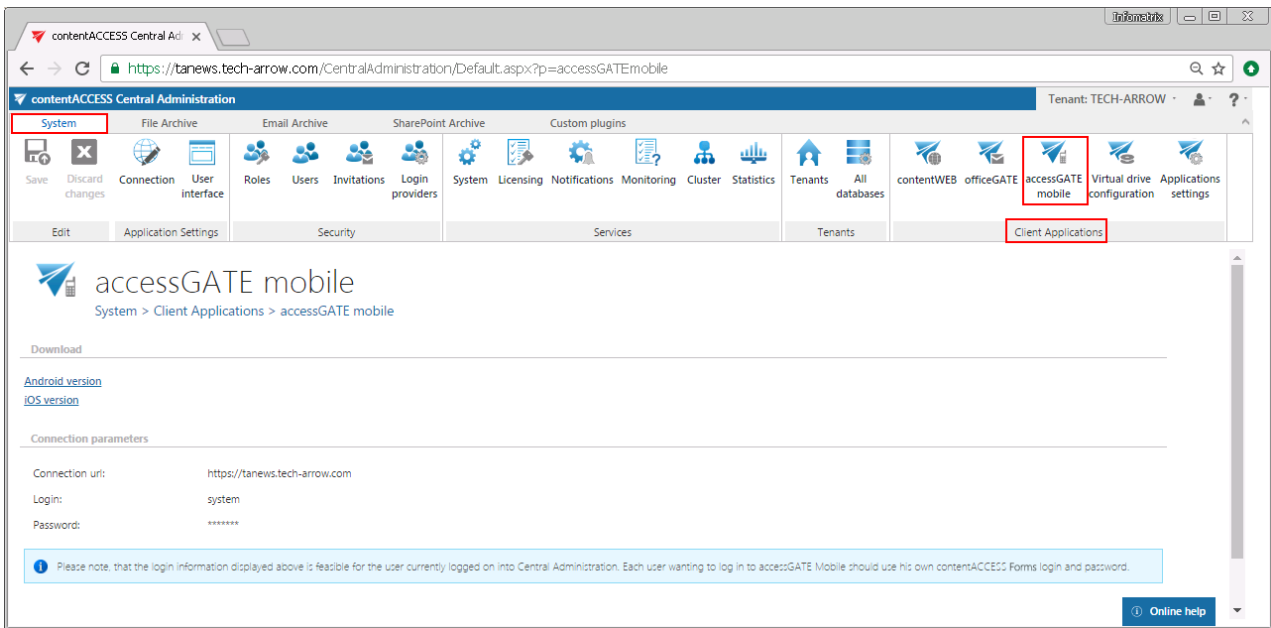 Infomatrix
contentACCESS Central Ad
https://tanews.tech-arrow.com/CentralAdministration/Default.aspx?p=accessGATEmobile
contentACCESS Central Administration
Tenant: TECH-ARROW
?
System File Archive Email Archive SharePoint Archive Custom plugins
Save Discard changes Connection User interface Roles Users Invitations Login providers System Licensing Notifications Monitoring Cluster Statistics Tenants All databases contentWEB officeGATE accessGATE mobile Virtual drive configuration Applications settings
Edit Application Settings Security Services Tenants Client Applications
accessGATE mobile
System > Client Applications > accessGATE mobile
Download
Android version
iOS version
Connection parameters
Connection url: https://tanews.tech-arrow.com
Login: system
Password: *******
Please note, that the login information displayed above is feasible for the user currently logged on into Central Administration. Each user wanting to log in to accessGATE Mobile should use his own contentACCESS Forms login and password.
Online help